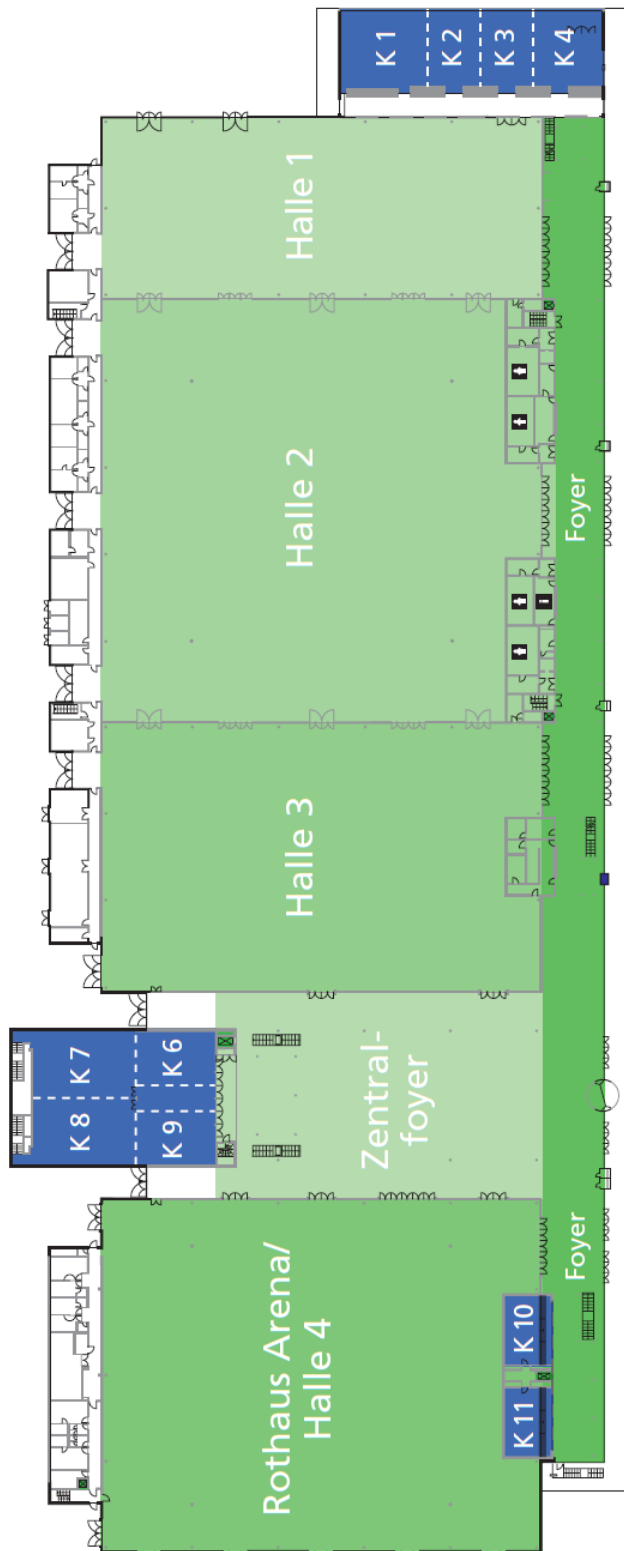 K 1
K 2
K 3
K 4
Halle 1
Halle 2
Foyer
Halle 3
K 7
K 6
K 8
K 9
Zentral-
foyer
Foyer
Rothaus Arena/
Halle 4
K 10
K 11